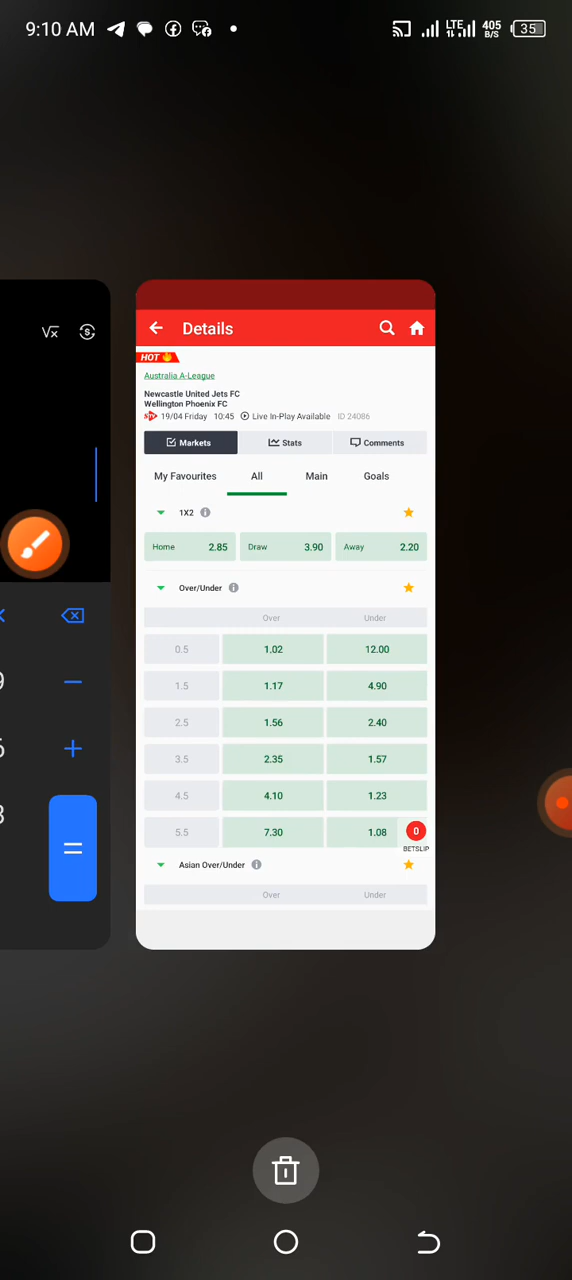 9:10 AM
LTE
405
B/S
35
√x
Details
HOT
Australia A-League
Newcastle United Jets FC
Wellington Phoenix FC
19/04 Friday 10:45 Live In-Play Available ID 24086
Markets Stats Comments
My Favourites All Main Goals
1X2
Home 2.85 Draw 3.90 Away 2.20
Over/Under
Over Under
0.5 1.02 12.00
1.5 1.17 4.90
2.5 1.56 2.40
3.5 2.35 1.57
4.5 4.10 1.23
5.5 7.30 1.08
0
BETSLIP
Asian Over/Under
Over Under
−
+
=